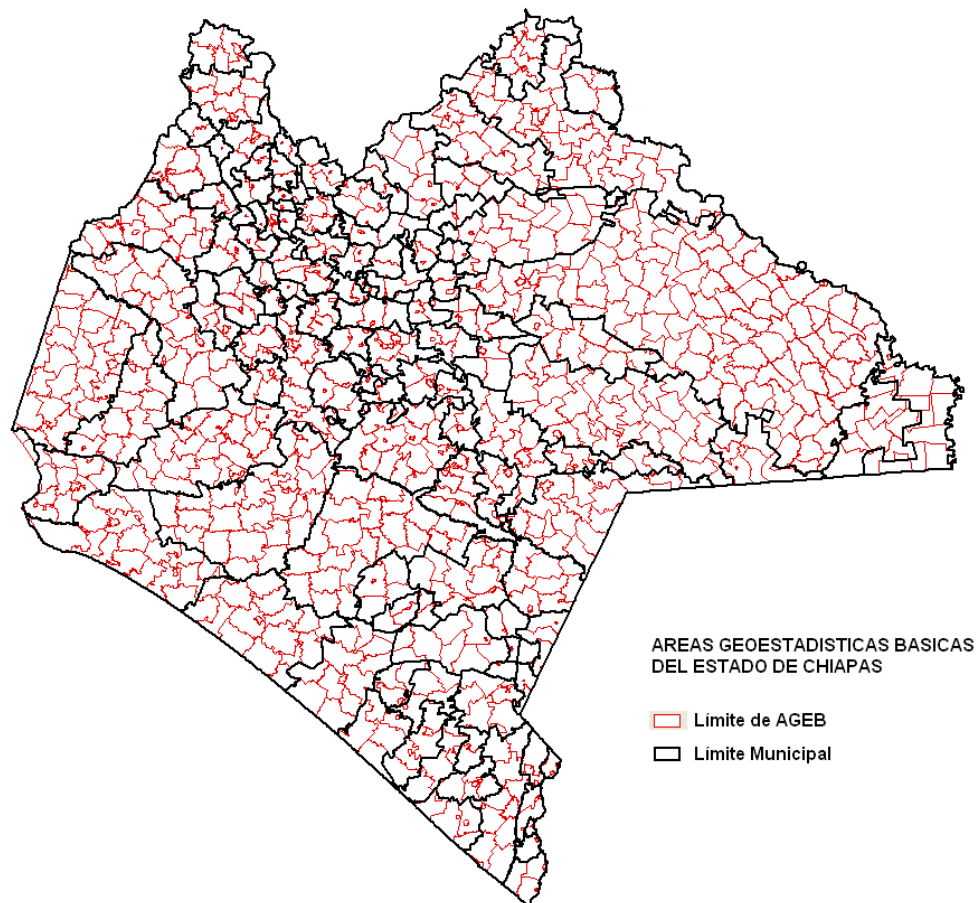 AREAS GEOESTADISTICAS BASICAS
DEL ESTADO DE CHIAPAS
Límite de AGEB
Límite Municipal